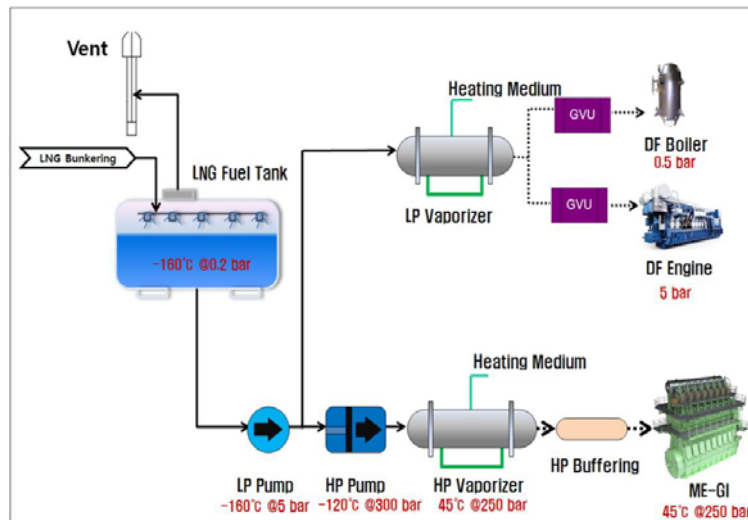 Vent
LNG Bunkering
LNG Fuel Tank
-160℃ @0.2 bar
Heating Medium
LP Vaporizer
GVU
DF Boiler
0.5 bar
GVU
DF Engine
5 bar
Heating Medium
LP Pump
-160℃ @5 bar
HP Pump
-120℃ @300 bar
HP Vaporizer
45℃ @250 bar
HP Buffering
ME-GI
45℃ @250 bar